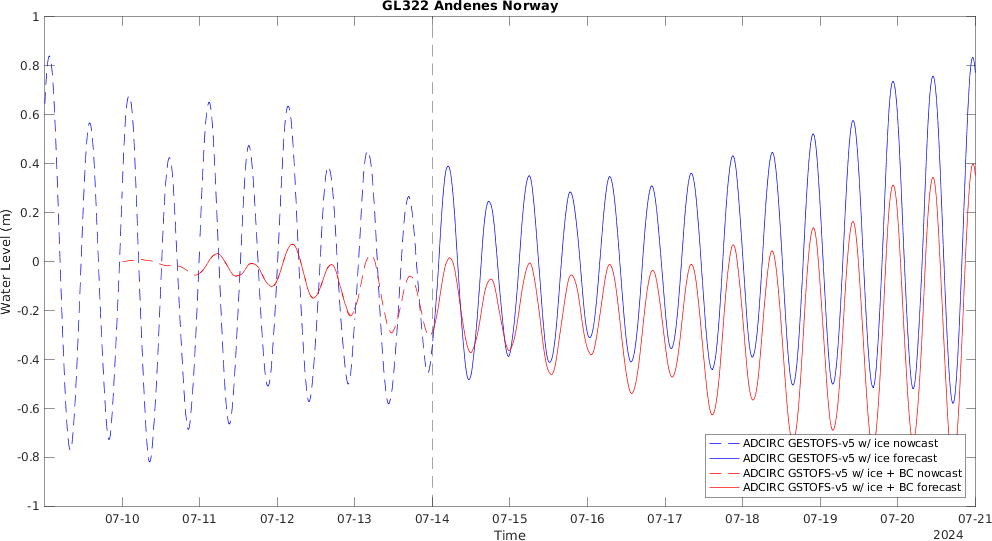 GL322 Andenes Norway
1
0.8
0.6
0.4
0.2
0
-0.2
-0.4
-0.6
-0.8
-1
Water Level (m)
07-10 07-11 07-12 07-13 07-14 07-15 07-16 07-17 07-18 07-19 07-20 07-21
Time
2024
ADCIRC GESTOFS-v5 w/ ice nowcast
ADCIRC GESTOFS-v5 w/ ice forecast
ADCIRC GSTOFS-v5 w/ ice + BC nowcast
ADCIRC GSTOFS-v5 w/ ice + BC forecast